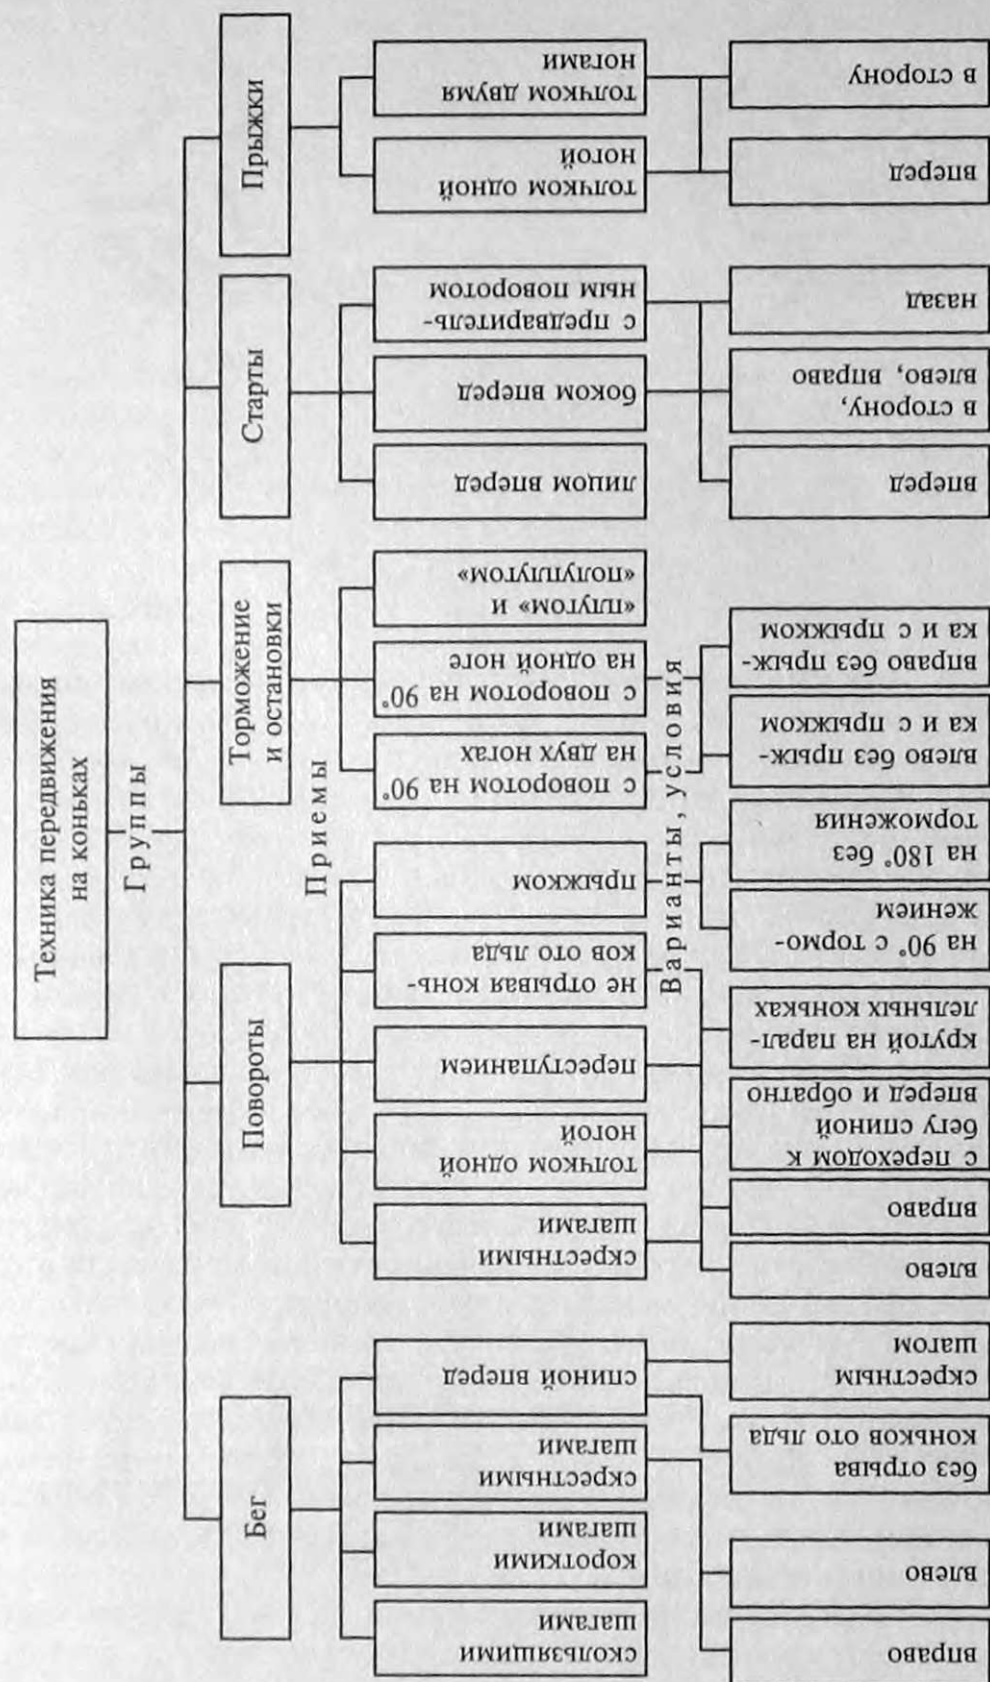 Техника передвижения
на коньках
Группы
Бег
Повороты
Торможение
и остановки
Старты
Прыжки
Приемы
скользящими
шагами
короткими
шагами
скрестными
шагами
спиной вперед
скрестными
шагами
толчком одной
ногой
переступанием
не отрывая конь-
ков ото льда
прыжком
с поворотом на 90°
на двух ногах
с поворотом на 90°
на одной ноге
«плугом» и
«полуплугом»
лицом вперед
боком вперед
с предваритель-
ным поворотом
толчком одной
ногой
толчком двумя
ногами
Варианты, условия
вправо
влево
без отрыва
коньков ото льда
скрестным
шагом
влево
вправо
с переходом к
бегу спиной
вперед и обратно
крутой на парал-
лельных коньках
на 90° с тормо-
жением
на 180° без
торможения
влево без прыж-
ка и с прыжком
вправо без прыж-
ка и с прыжком
вперед
в сторону,
влево, вправо
назад
вперед
в сторону